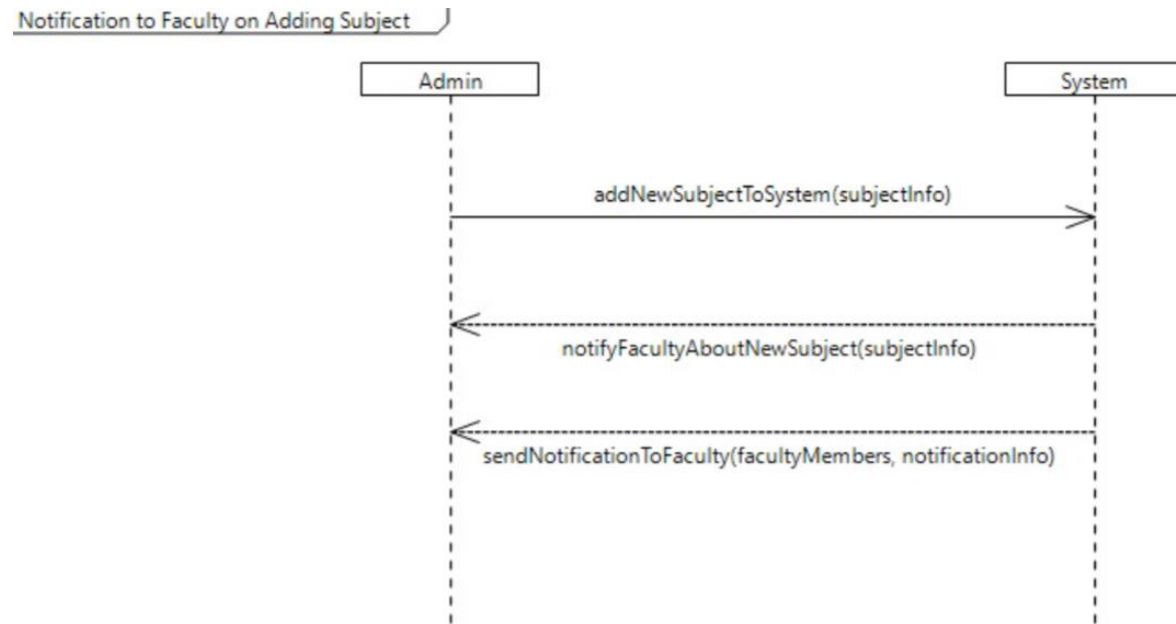 Notification to Faculty on Adding Subject
Admin
System
addNewSubjectToSystem(subjectInfo)
notifyFacultyAboutNewSubject(subjectInfo)
sendNotificationToFaculty(facultyMembers, notificationInfo)